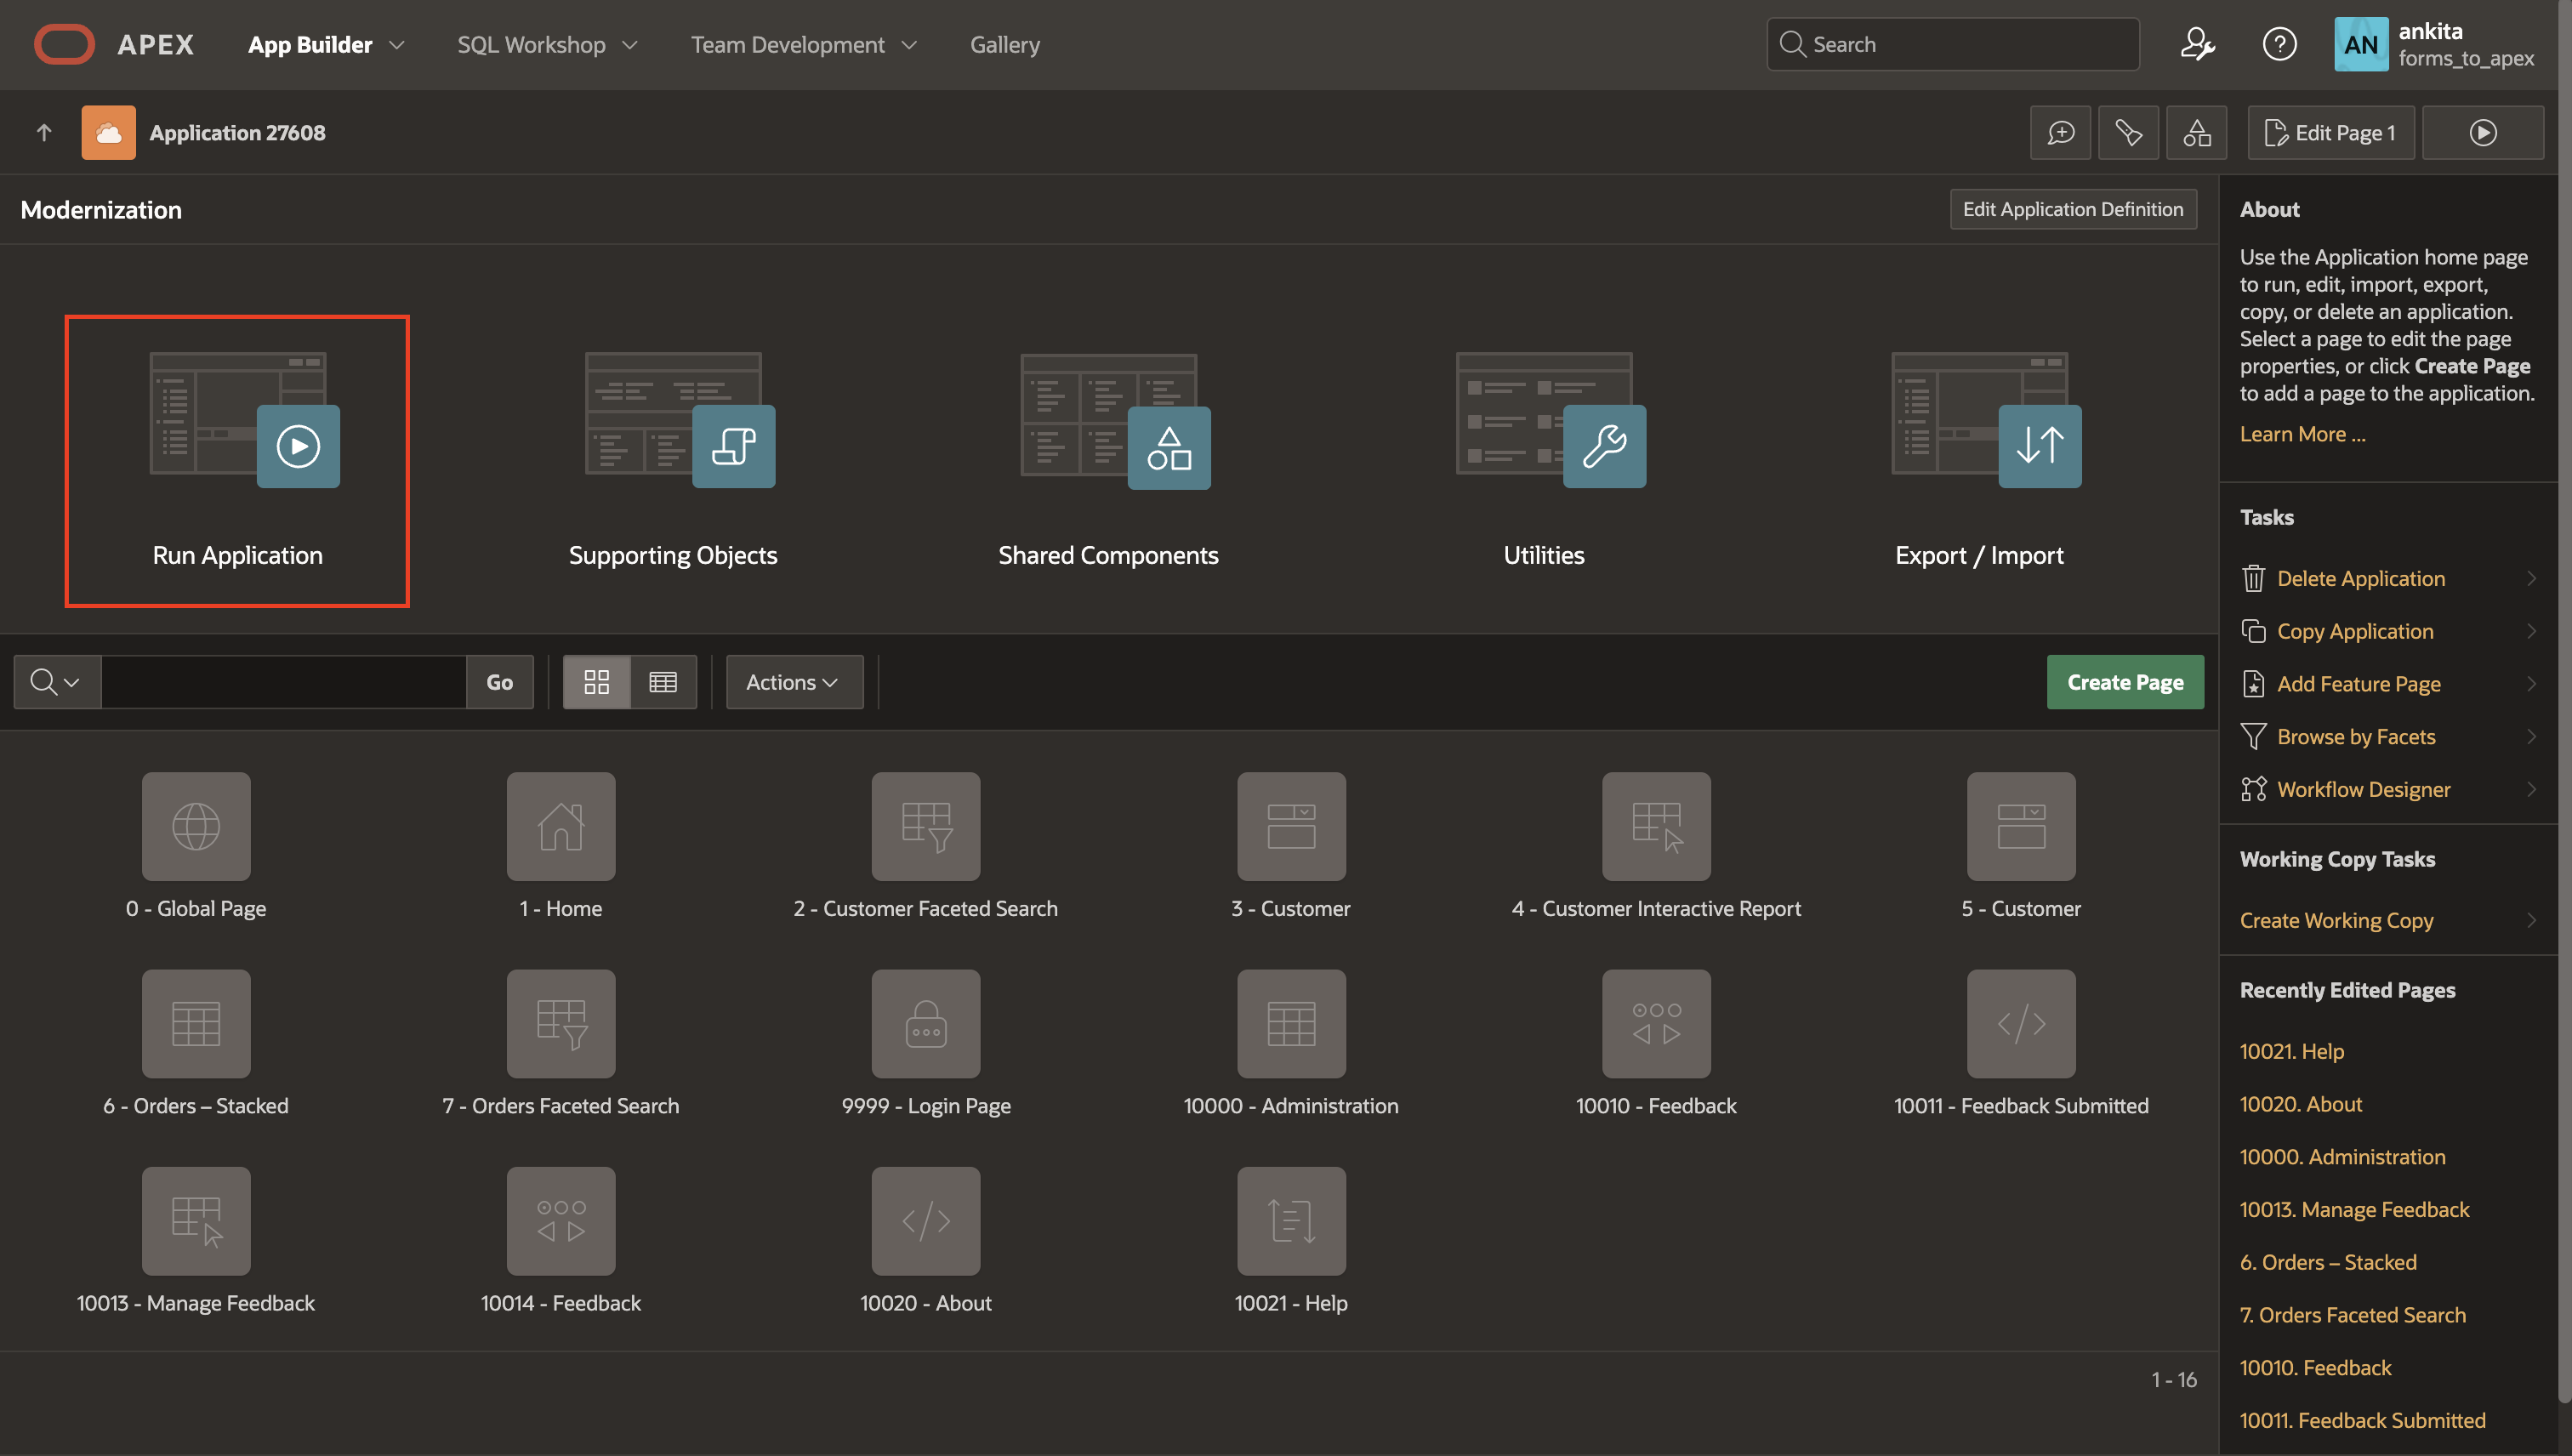 APEX
App Builder
SQL Workshop
Team Development
Gallery
Search
AN
ankita
forms_to_apex
Application 27608
Edit Page 1
Modernization
Edit Application Definition
Run Application
Supporting Objects
Shared Components
Utilities
Export / Import
Go
Actions
Create Page
0 - Global Page
1 - Home
2 - Customer Faceted Search
3 - Customer
4 - Customer Interactive Report
5 - Customer
6 - Orders – Stacked
7 - Orders Faceted Search
9999 - Login Page
10000 - Administration
10010 - Feedback
10011 - Feedback Submitted
10013 - Manage Feedback
10014 - Feedback
10020 - About
10021 - Help
1 - 16
About
Use the Application home page
to run, edit, import, export,
copy, or delete an application.
Select a page to edit the page
properties, or click Create Page
to add a page to the application.
Learn More ...
Tasks
Delete Application
Copy Application
Add Feature Page
Browse by Facets
Workflow Designer
Working Copy Tasks
Create Working Copy
Recently Edited Pages
10021. Help
10020. About
10000. Administration
10013. Manage Feedback
6. Orders – Stacked
7. Orders Faceted Search
10010. Feedback
10011. Feedback Submitted